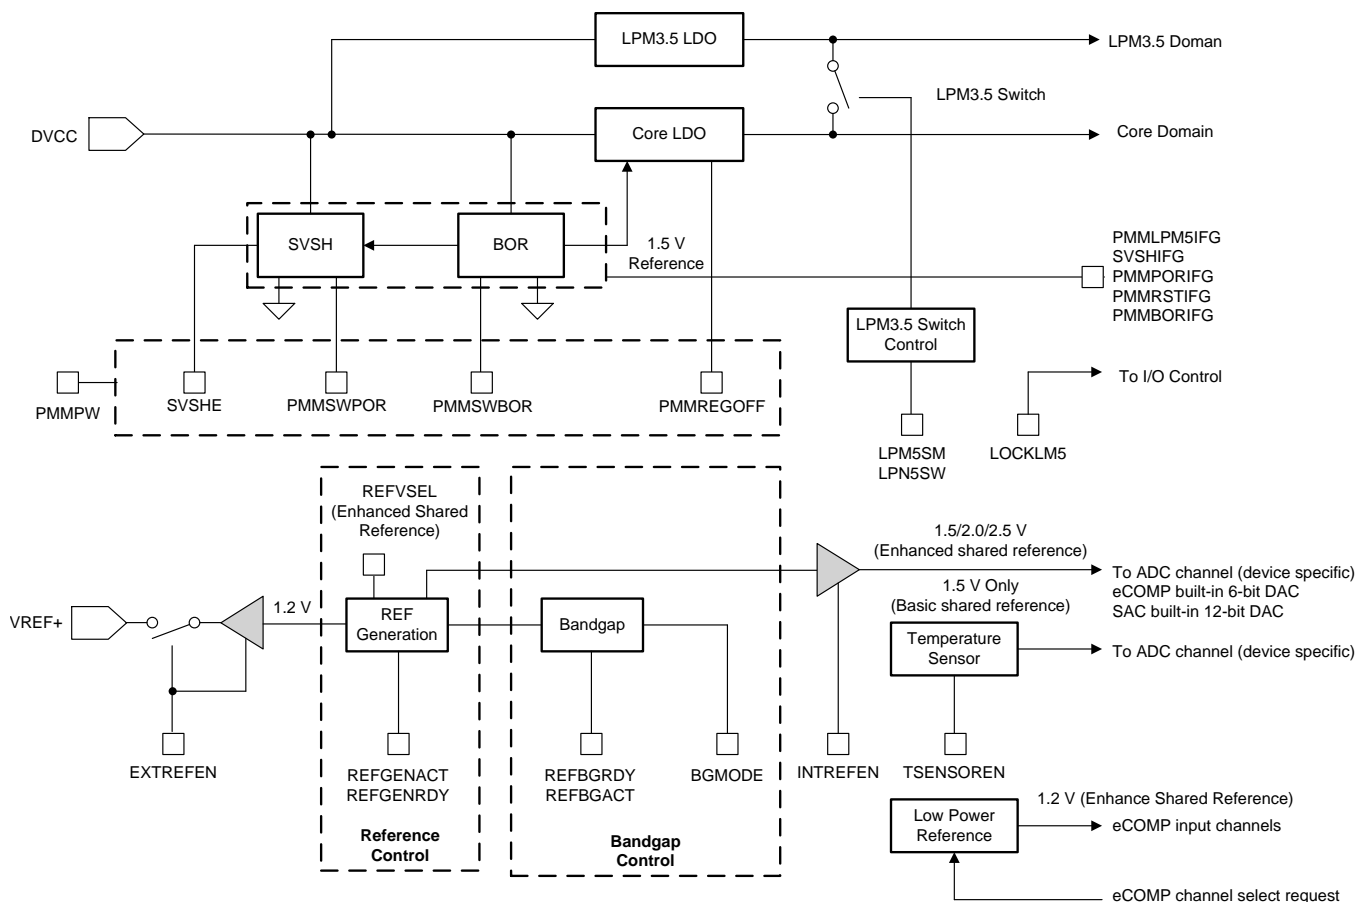 LPM3.5 LDO
LPM3.5 Doman
LPM3.5 Switch
DVCC
Core LDO
Core Domain
SVSH
BOR
1.5 V
Reference
PMMLPM5IFG
SVSHIFG
PMMPORIFG
PMMRSTIFG
PMMBORIFG
LPM3.5 Switch
Control
To I/O Control
PMMPW
SVSHE
PMMSWPOR
PMMSWBOR
PMMREGOFF
LPM5SM
LPN5SW
LOCKLM5
REFVSEL
(Enhanced Shared
Reference)
1.5/2.0/2.5 V
(Enhanced shared reference)
1.5 V Only
(Basic shared reference)
To ADC channel (device specific)
eCOMP built-in 6-bit DAC
SAC built-in 12-bit DAC
VREF+
1.2 V
REF
Generation
Bandgap
Temperature
Sensor
To ADC channel (device specific)
EXTREFEN
REFGENACT
REFGENRDY
REFBGRDY
REFBGACT
BGMODE
INTREFEN
TSENSOREN
Reference
Control
Bandgap
Control
1.2 V (Enhance Shared Reference)
Low Power
Reference
eCOMP input channels
eCOMP channel select request